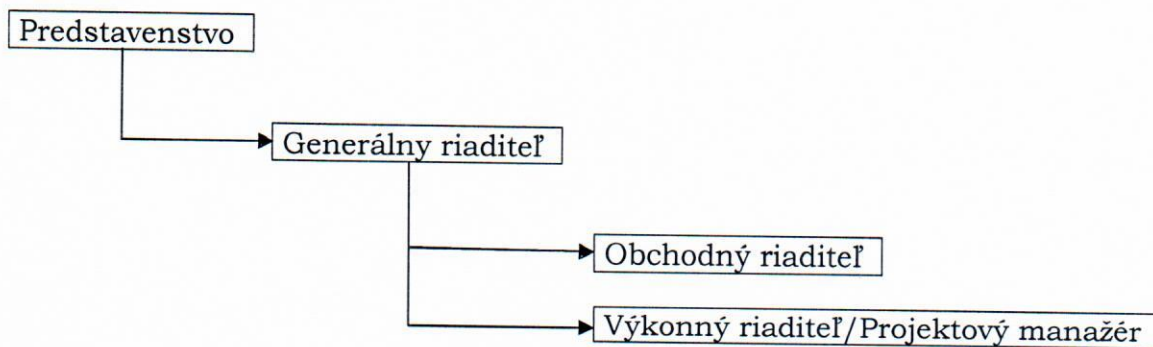 Predstavenstvo
Generálny riaditeľ
Obchodný riaditeľ
Výkonný riaditeľ/Projektový manažér